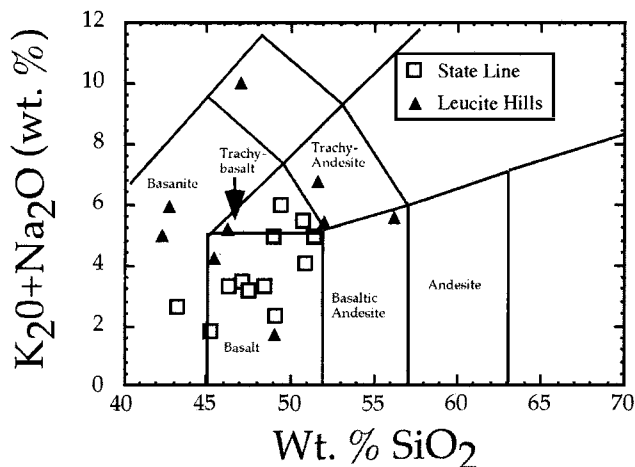 K₂0+Na₂O (wt. %)
12
10
8
6
4
2
0
State Line
Leucite Hills
Trachy-
basalt
Trachy-
Andesite
Basanite
Basalt
Basaltic
Andesite
Andesite
40 45 50 55 60 65 70
Wt. % SiO₂